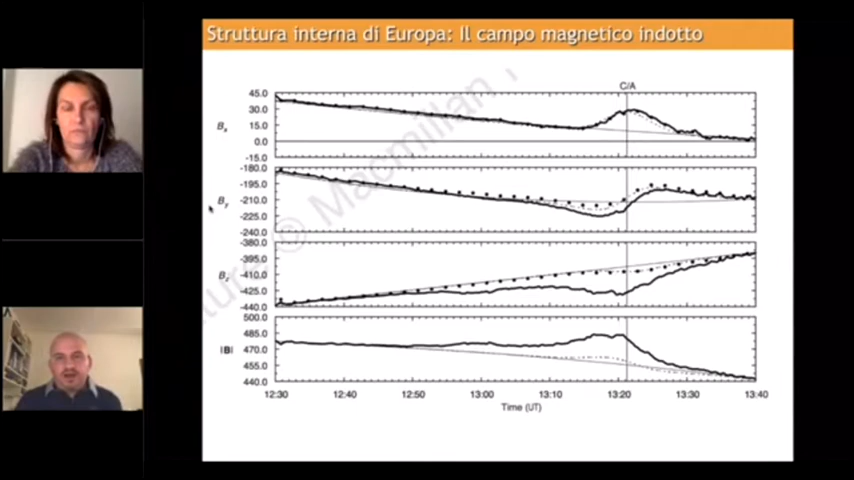 Struttura interna di Europa: Il campo magnetico indotto
C/A
45.0
30.0
15.0
0.0
-15.0
Bx
-180.0
-195.0
-210.0
-225.0
-240.0
By
-380.0
-395.0
-410.0
-425.0
-440.0
Bz
500.0
485.0
470.0
455.0
440.0
|B|
12:30 12:40 12:50 13:00 13:10 13:20 13:30 13:40
Time (UT)
ture © Macmillan